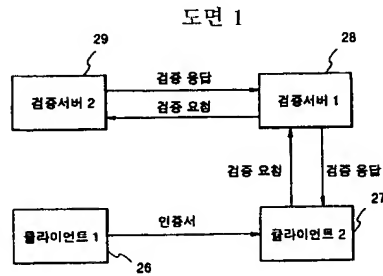 도면 1
29
28
검증서버 2
검증 응답
검증 요청
검증서버 1
검증 요청
검증 응답
클라이언트 1
인증서
클라이언트 2
27
26